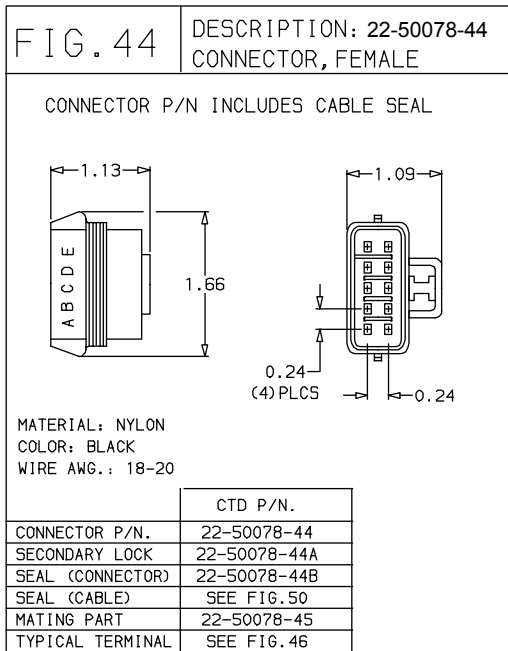 FIG.44
DESCRIPTION: 22-50078-44
CONNECTOR, FEMALE
CONNECTOR P/N INCLUDES CABLE SEAL
1.13
1.09
A B C D E
1.66
0.24
(4) PLCS
0.24
MATERIAL: NYLON
COLOR: BLACK
WIRE AWG.: 18-20
CTD P/N.
CONNECTOR P/N. 22-50078-44
SECONDARY LOCK 22-50078-44A
SEAL (CONNECTOR) 22-50078-44B
SEAL (CABLE) SEE FIG.50
MATING PART 22-50078-45
TYPICAL TERMINAL SEE FIG.46